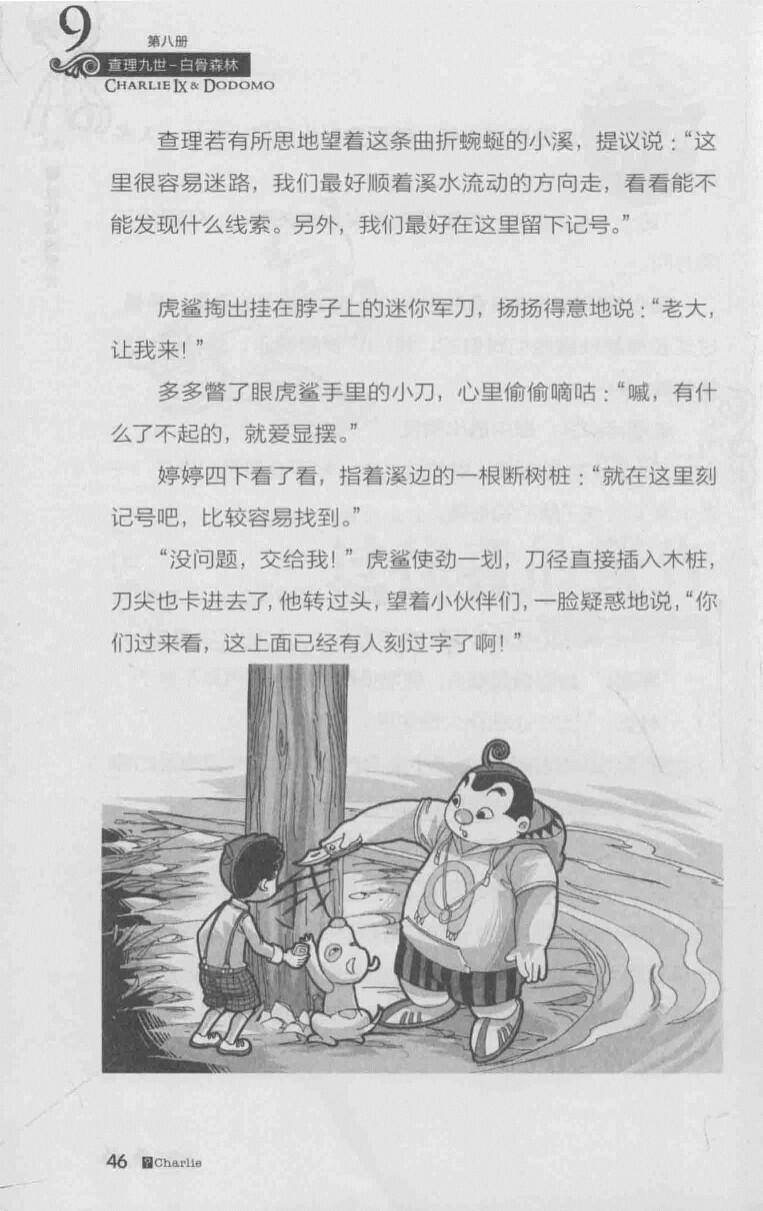 9
第八册
查理九世-白骨森林
CHARLIE IX & DODOMO
查理若有所思地望着这条曲折蜿蜒的小溪，提议说：“这
里很容易迷路，我们最好顺着溪水流动的方向走，看看能不
能发现什么线索。另外，我们最好在这里留下记号。”
虎鲨掏出挂在脖子上的迷你军刀，扬扬得意地说：“老大，
让我来！”
多多瞥了眼虎鲨手里的小刀，心里偷偷嘀咕：“喊，有什
么了不起的，就爱显摆。”
婷婷四下看了看，指着溪边的一根断树桩：“就在这里刻
记号吧，比较容易找到。”
“没问题，交给我！”虎鲨使劲一划，刀径直接插入木桩，
刀尖也卡进去了，他转过头，望着小伙伴们，一脸疑惑地说，“你
们过来看，这上面已经有人刻过字了啊！”
46 Charlie